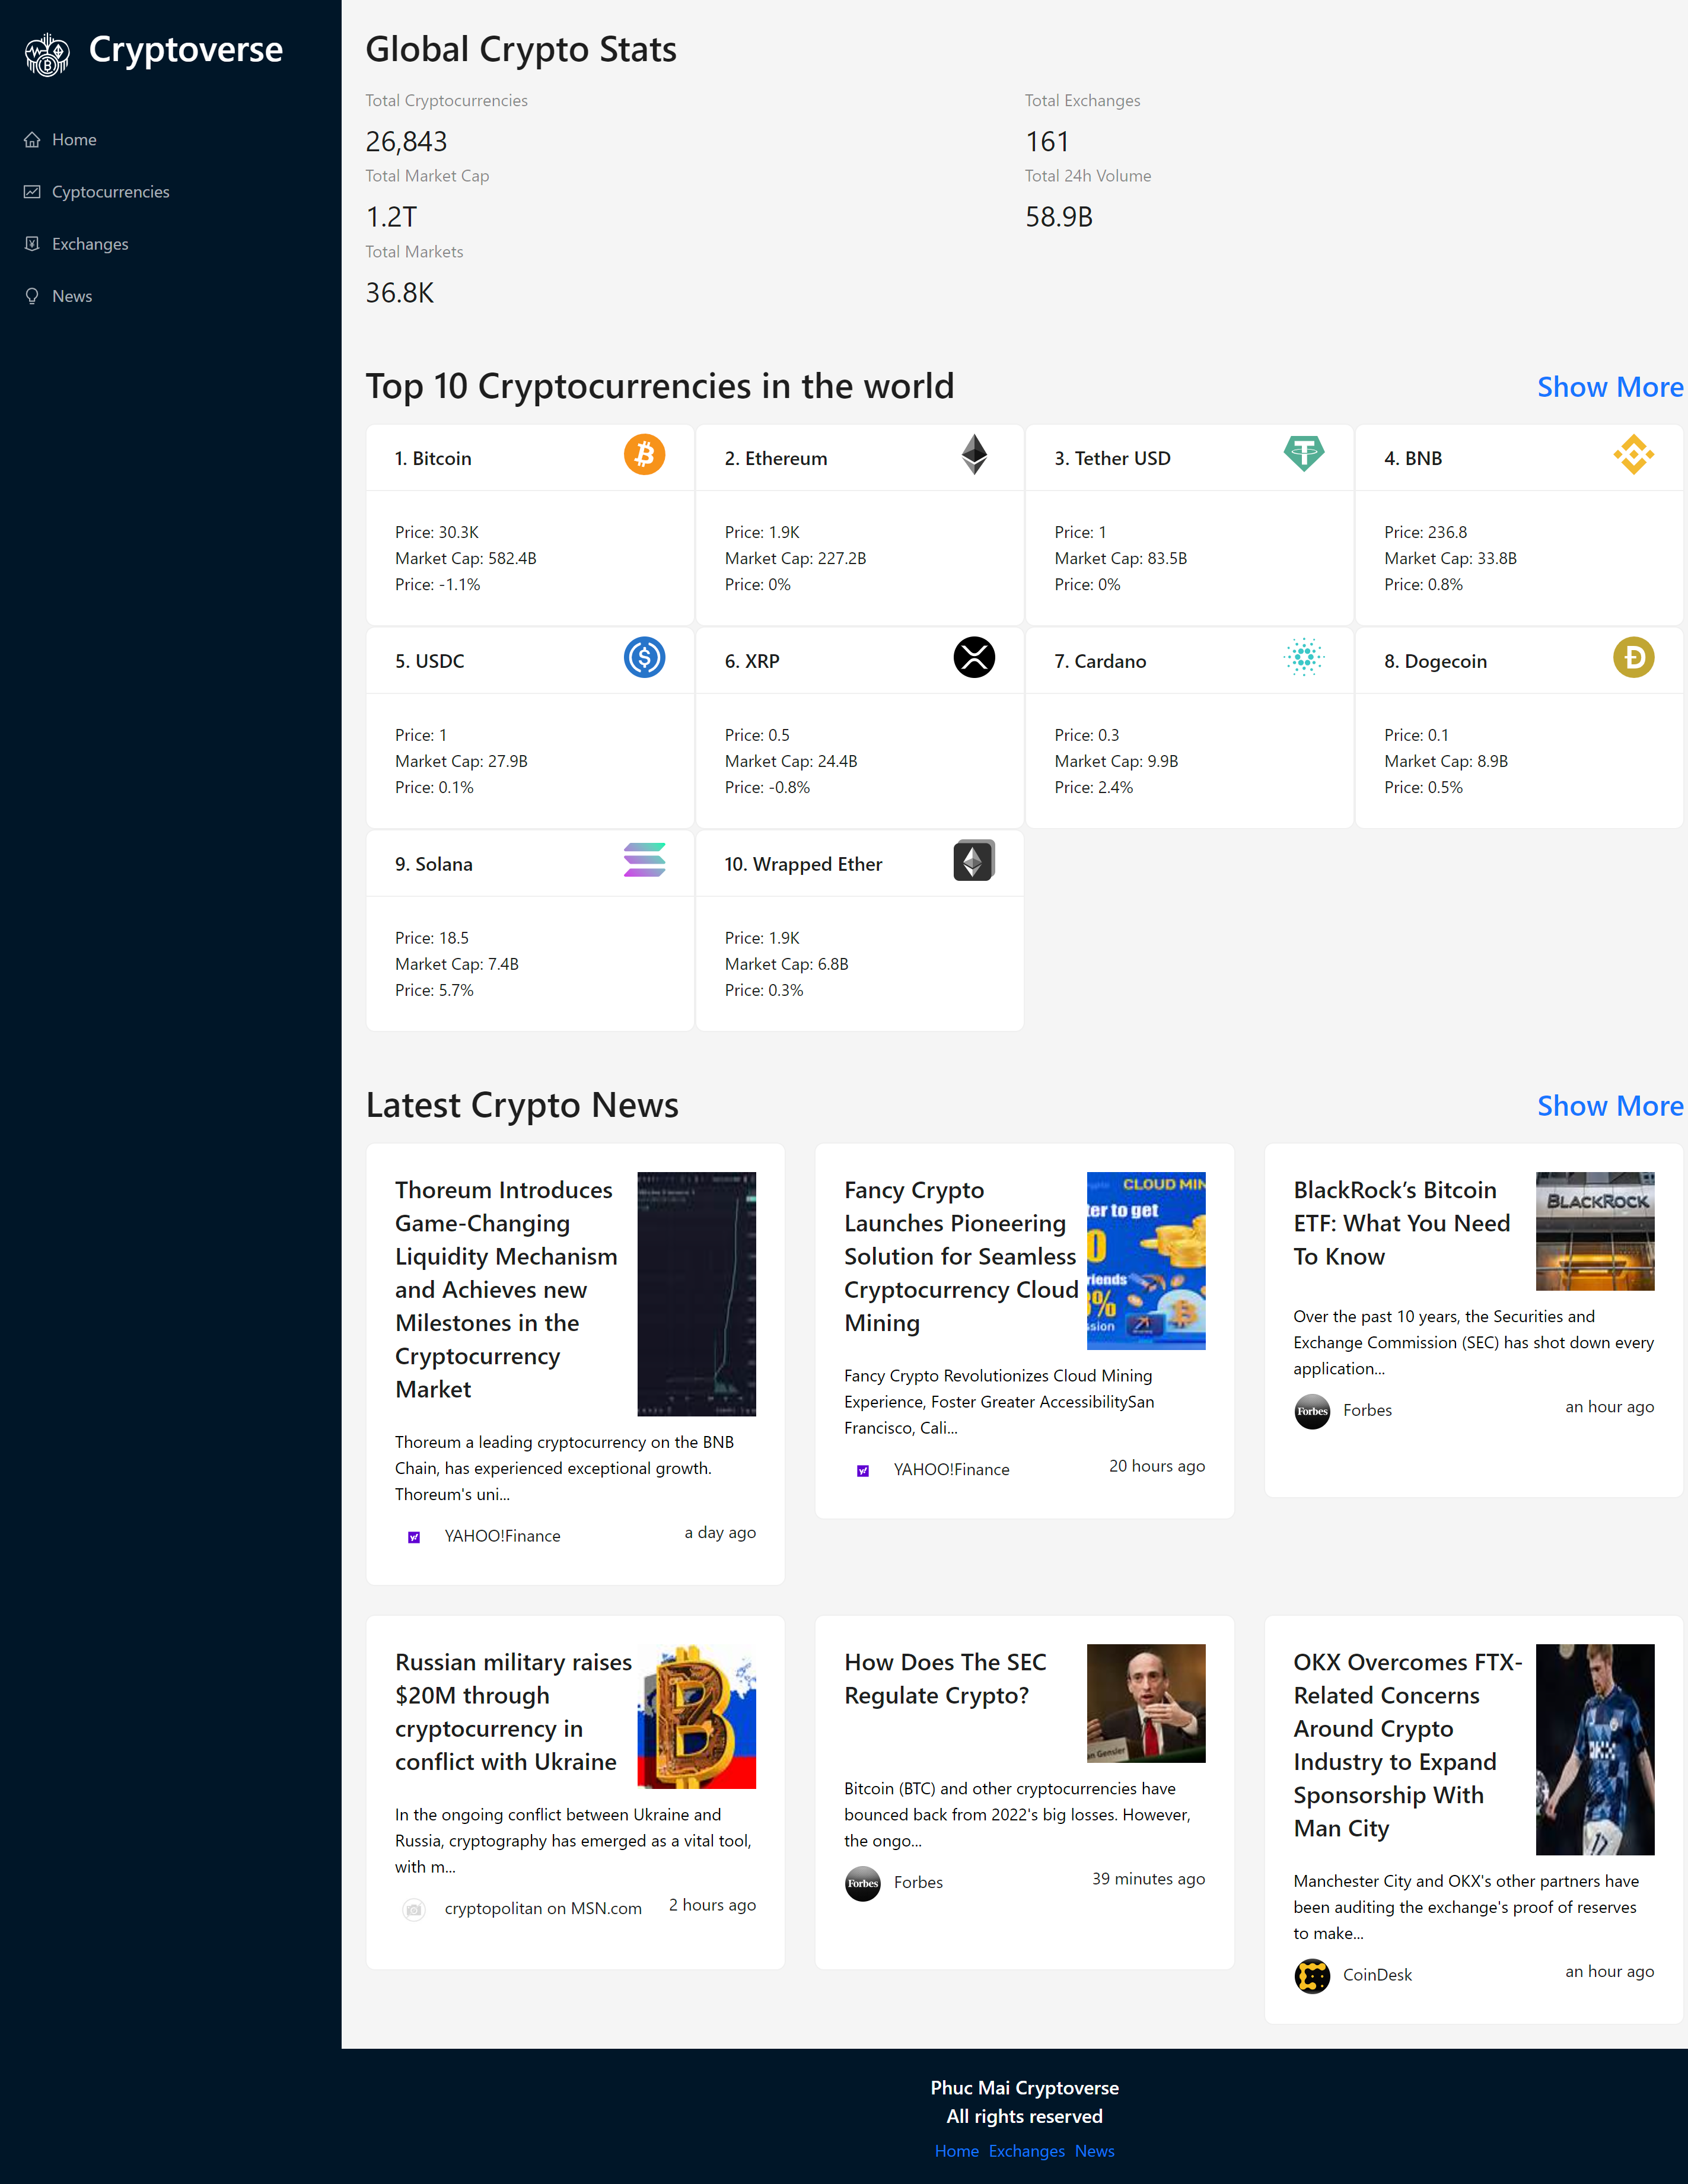 Cryptoverse
Home
Cyptocurrencies
Exchanges
News
Global Crypto Stats
Total Cryptocurrencies
26,843
Total Exchanges
161
Total Market Cap
1.2T
Total 24h Volume
58.9B
Total Markets
36.8K
Top 10 Cryptocurrencies in the world
Show More
1. Bitcoin
Price: 30.3K
Market Cap: 582.4B
Price: -1.1%
2. Ethereum
Price: 1.9K
Market Cap: 227.2B
Price: 0%
3. Tether USD
Price: 1
Market Cap: 83.5B
Price: 0%
4. BNB
Price: 236.8
Market Cap: 33.8B
Price: 0.8%
5. USDC
Price: 1
Market Cap: 27.9B
Price: 0.1%
6. XRP
Price: 0.5
Market Cap: 24.4B
Price: -0.8%
7. Cardano
Price: 0.3
Market Cap: 9.9B
Price: 2.4%
8. Dogecoin
Price: 0.1
Market Cap: 8.9B
Price: 0.5%
9. Solana
Price: 18.5
Market Cap: 7.4B
Price: 5.7%
10. Wrapped Ether
Price: 1.9K
Market Cap: 6.8B
Price: 0.3%
Latest Crypto News
Show More
Thoreum Introduces
Game-Changing
Liquidity Mechanism
and Achieves new
Milestones in the
Cryptocurrency
Market
Thoreum a leading cryptocurrency on the BNB
Chain, has experienced exceptional growth.
Thoreum's uni...
YAHOO!Finance
a day ago
Fancy Crypto
Launches Pioneering
Solution for Seamless
Cryptocurrency Cloud
Mining
CLOUD MIN
ter to get
0
riends
%
sion
Fancy Crypto Revolutionizes Cloud Mining
Experience, Foster Greater AccessibilitySan
Francisco, Cali...
YAHOO!Finance
20 hours ago
BlackRock’s Bitcoin
ETF: What You Need
To Know
BLACKROCK
Over the past 10 years, the Securities and
Exchange Commission (SEC) has shot down every
application...
Forbes
Forbes
an hour ago
Russian military raises
$20M through
cryptocurrency in
conflict with Ukraine
In the ongoing conflict between Ukraine and
Russia, cryptography has emerged as a vital tool,
with m...
cryptopolitan on MSN.com
2 hours ago
How Does The SEC
Regulate Crypto?
an Gensler
Bitcoin (BTC) and other cryptocurrencies have
bounced back from 2022's big losses. However,
the ongo...
Forbes
Forbes
39 minutes ago
OKX Overcomes FTX-
Related Concerns
Around Crypto
Industry to Expand
Sponsorship With
Man City
17
Manchester City and OKX's other partners have
been auditing the exchange's proof of reserves
to make...
CoinDesk
an hour ago
Phuc Mai Cryptoverse
All rights reserved
Home Exchanges News